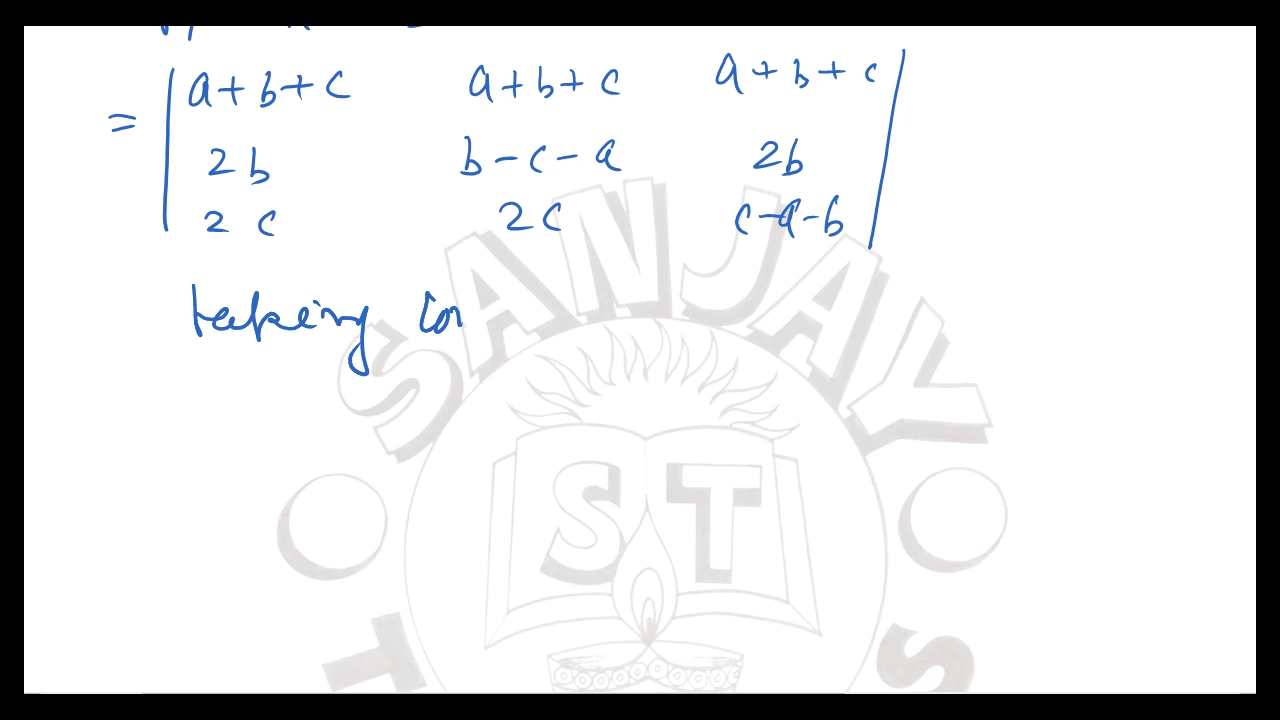 = | a+b+c a+b+c a+b+c |
2b b-c-a 2b
2c 2c c-a-b
taking co
SANJAY
ST
T S